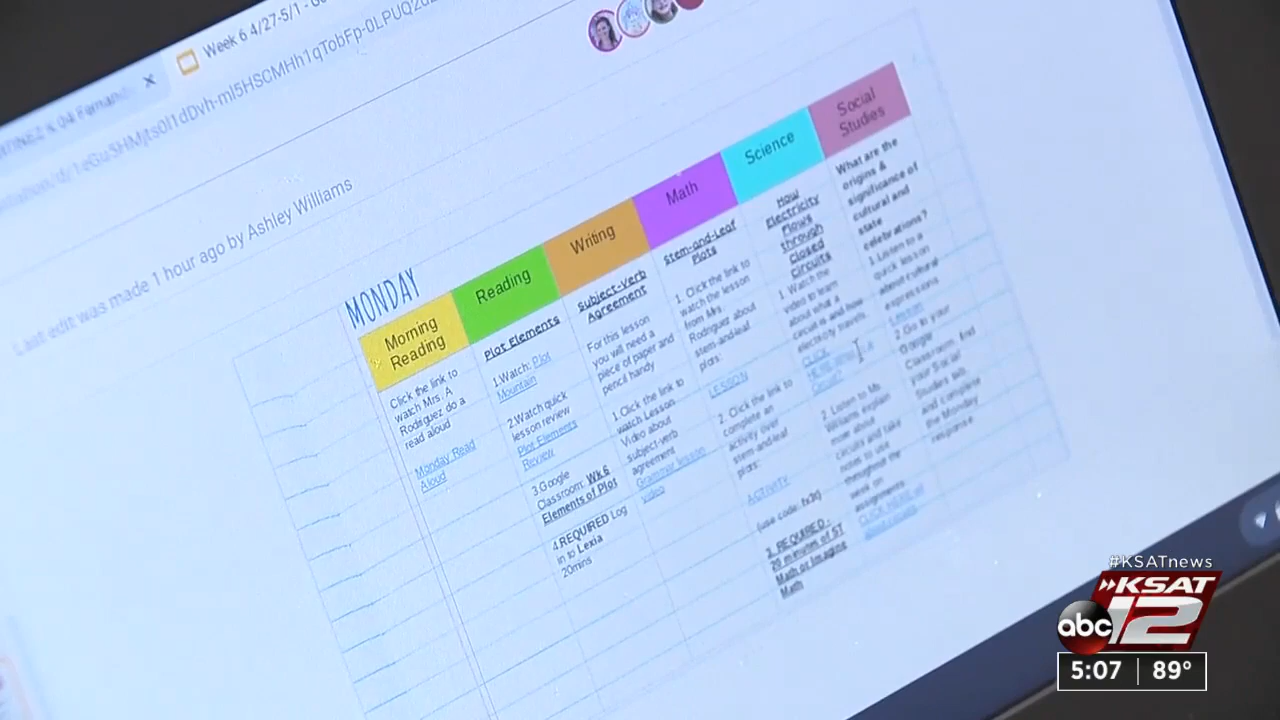 Week 6 4/27-5/1 -
Last edit was made 1 hour ago by Ashley Williams
MONDAY
Morning
Reading
Click the link to
watch Mrs. A
Rodriguez do a
read aloud
Monday Read
Aloud
Reading
Plot Elements
1.Watch: Plot
Mountain
2.Watch quick
lesson review
Plot Elements
Review
3.Google
Classroom: Wk 6
Elements of Plot
4.REQUIRED Log
in to Lexia
20mins
Writing
Subject-Verb
Agreement
For this lesson
you will need a
piece of paper and
pencil handy
1.Click the link to
watch Lesson
Video about
subject-verb
agreement
Grammar lesson
video
Math
Stem-and-Leaf
Plots
1. Click the link to
watch the lesson
from Mrs.
Rodriguez about
stem-and-leaf
plots:
LESSON
2. Click the link to
complete an
activity over
stem-and-leaf
plots:
ACTIVITY
(use code:
3. REQUIRED -
20 minutes of ST
Math or Imagine
Math
Science
How
Electricity
Flows
through
closed
circuits
1. Watch the
video to learn
about what a
circuit is and how
electricity travels.
CLICK
HERE
2. Listen to Ms.
Williams explain
more about
circuits and take
notes to use
throughout the
week on
assignments
CLICK HERE
Social
Studies
What are the
origins &
significance of
cultural and
state
celebrations?
1.Listen to a
quick lesson
about cultural
expressions
Lesson
2.Go to your
Google
Classroom, find
your Social
Studies tab,
and complete
the Monday
response
#KSATnews
KSAT
abc 12
5:07 89°